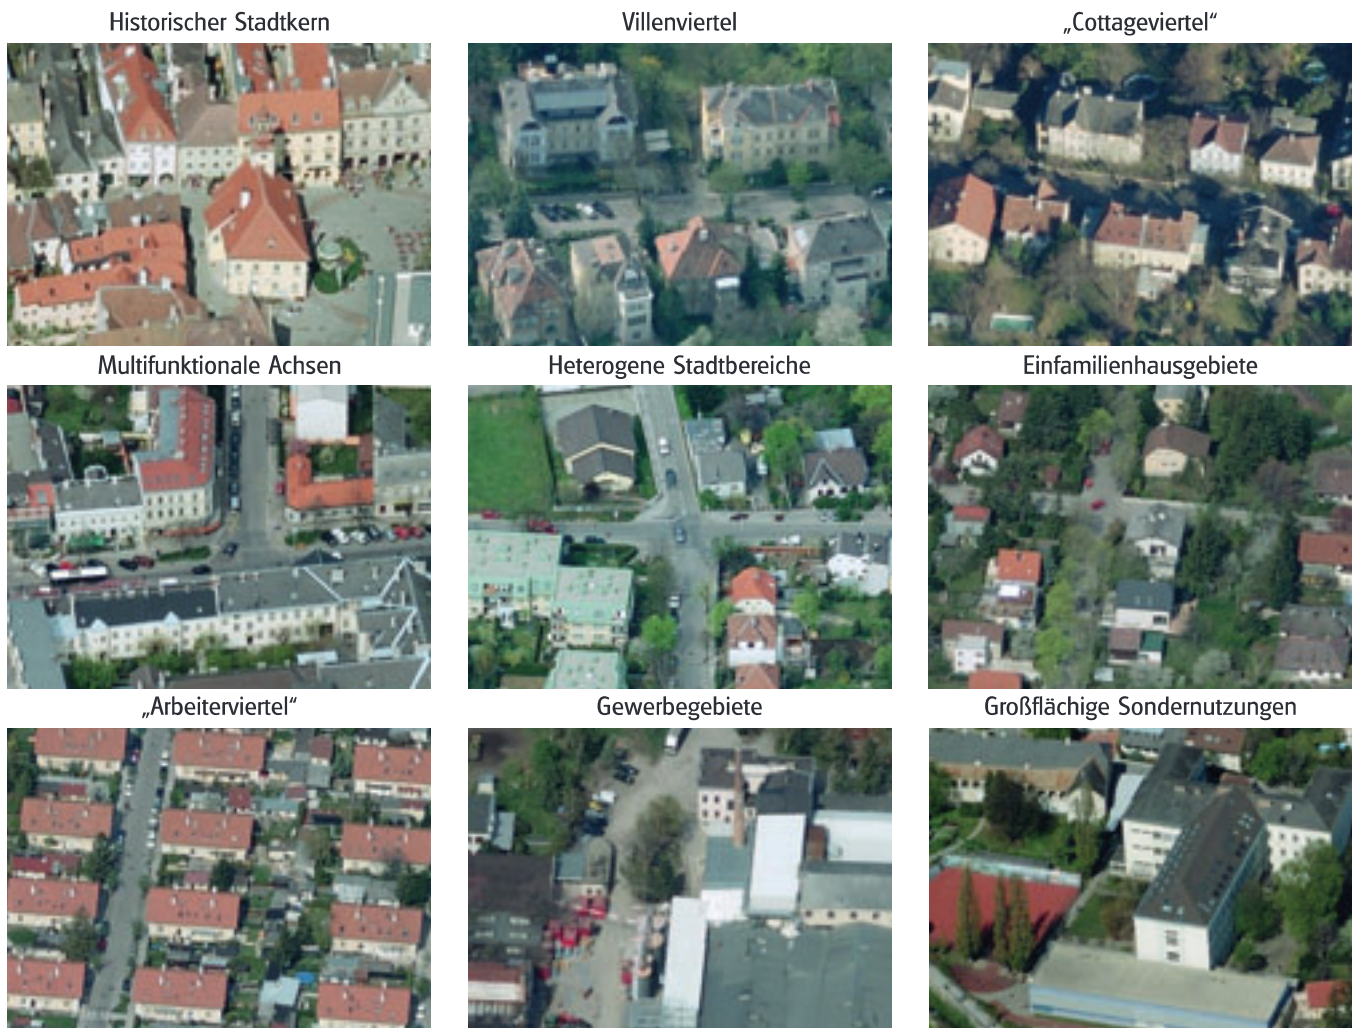 Historischer Stadtkern
Villenviertel
„Cottageviertel“
Multifunktionale Achsen
Heterogene Stadtbereiche
Einfamilienhausgebiete
„Arbeiterviertel“
Gewerbegebiete
Großflächige Sondernutzungen